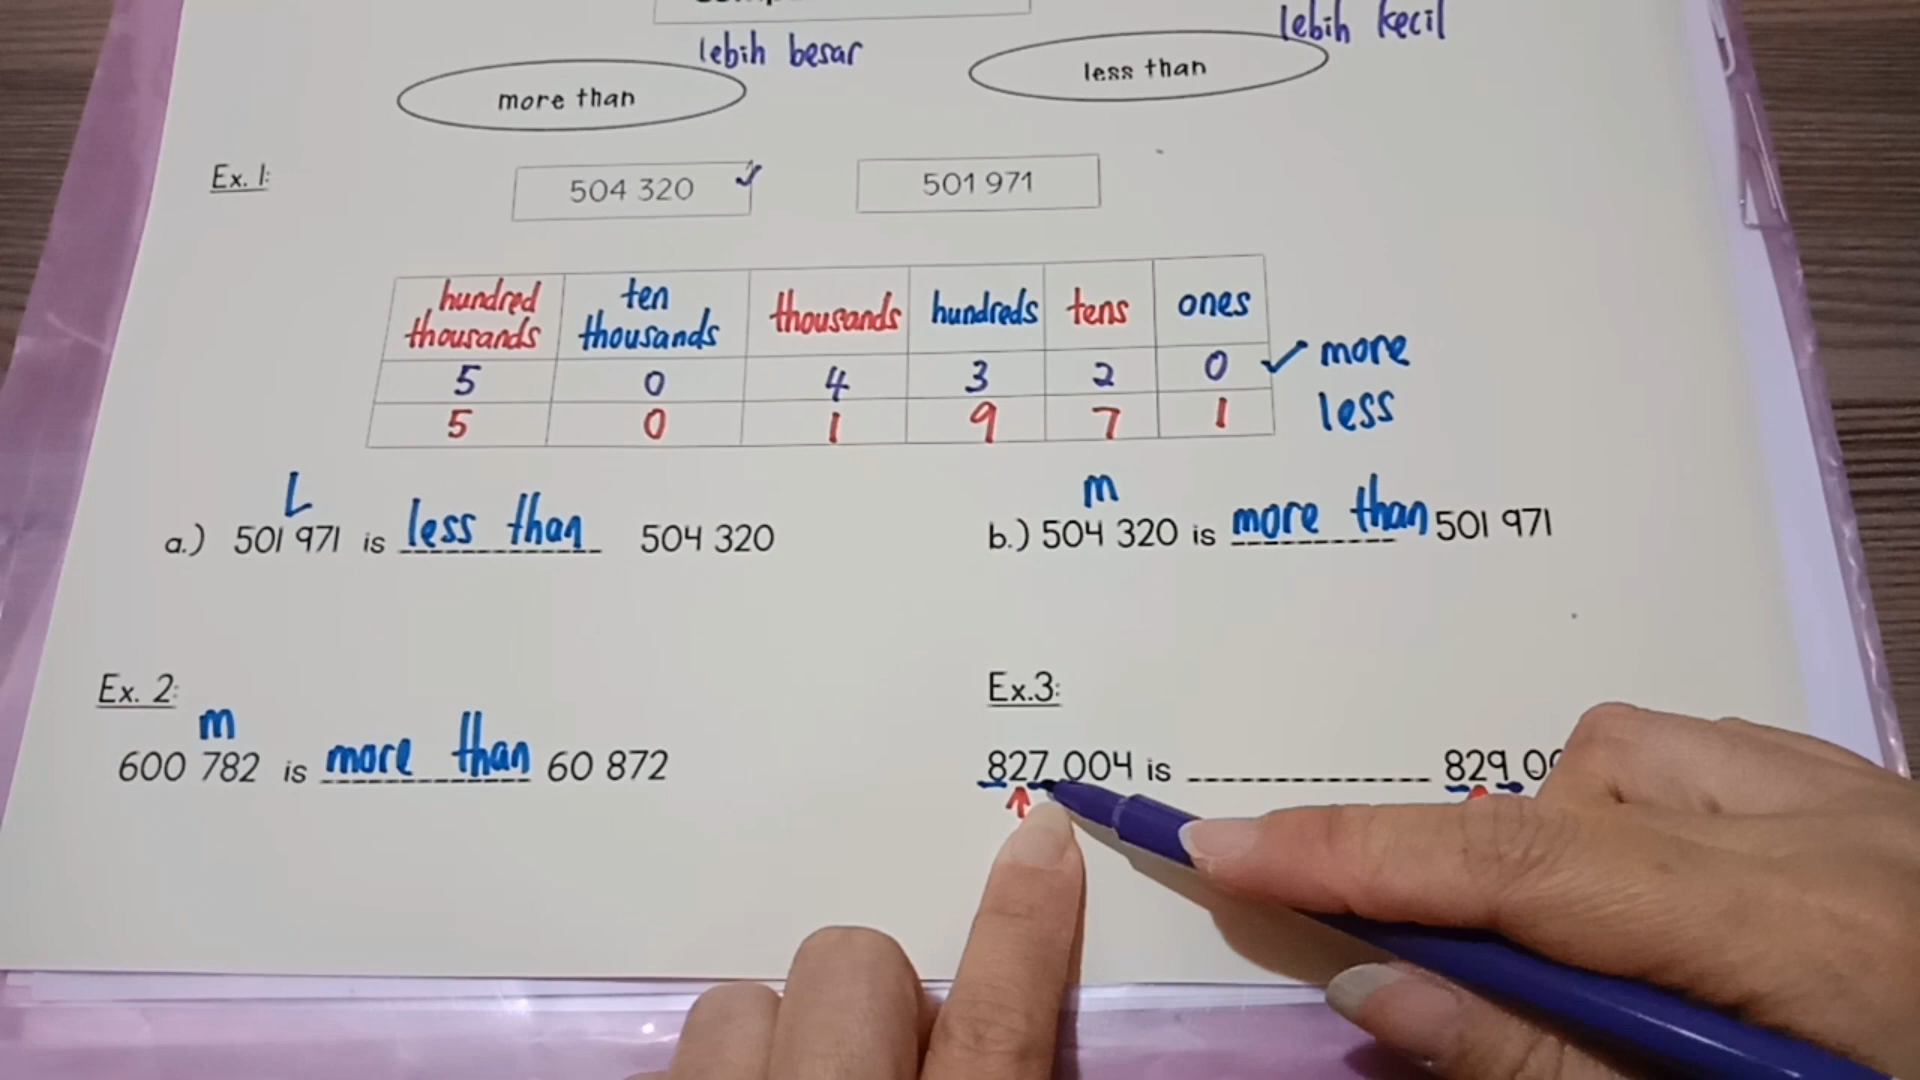 lebih besar
lebih kecil
more than
less than
Ex. 1:
504 320
501 971
hundred thousands
ten thousands
thousands
hundreds
tens
ones
5 0 4 3 2 0 ✓ more
5 0 1 9 7 1 less
L
a.) 501 971 is less than 504 320
m
b.) 504 320 is more than 501 971
Ex. 2:
m
600 782 is more than 60 872
Ex.3:
827 004 is ____________ 829 00